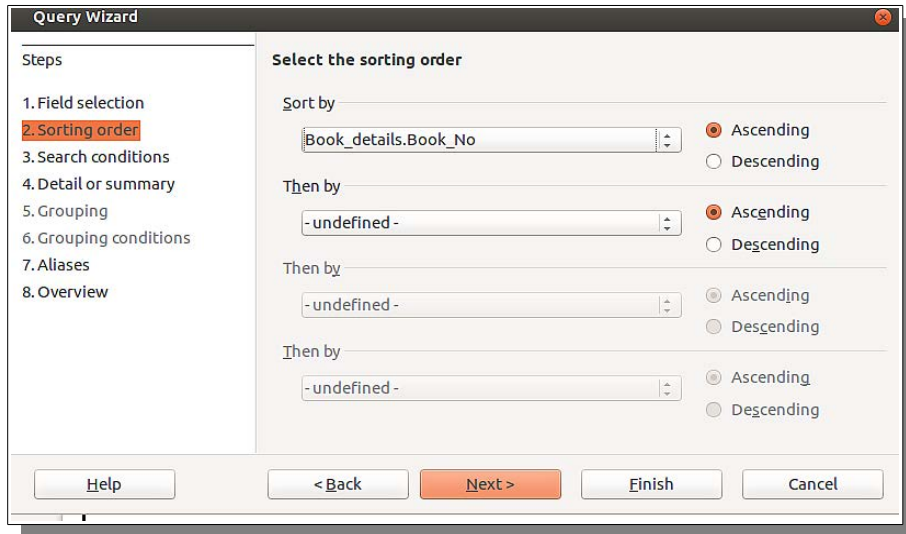 Query Wizard
Steps
1. Field selection
2. Sorting order
3. Search conditions
4. Detail or summary
5. Grouping
6. Grouping conditions
7. Aliases
8. Overview
Select the sorting order
Sort by
Book_details.Book_No
Ascending
Descending
Then by
- undefined -
Ascending
Descending
Then by
- undefined -
Ascending
Descending
Then by
- undefined -
Ascending
Descending
Help
< Back
Next >
Finish
Cancel